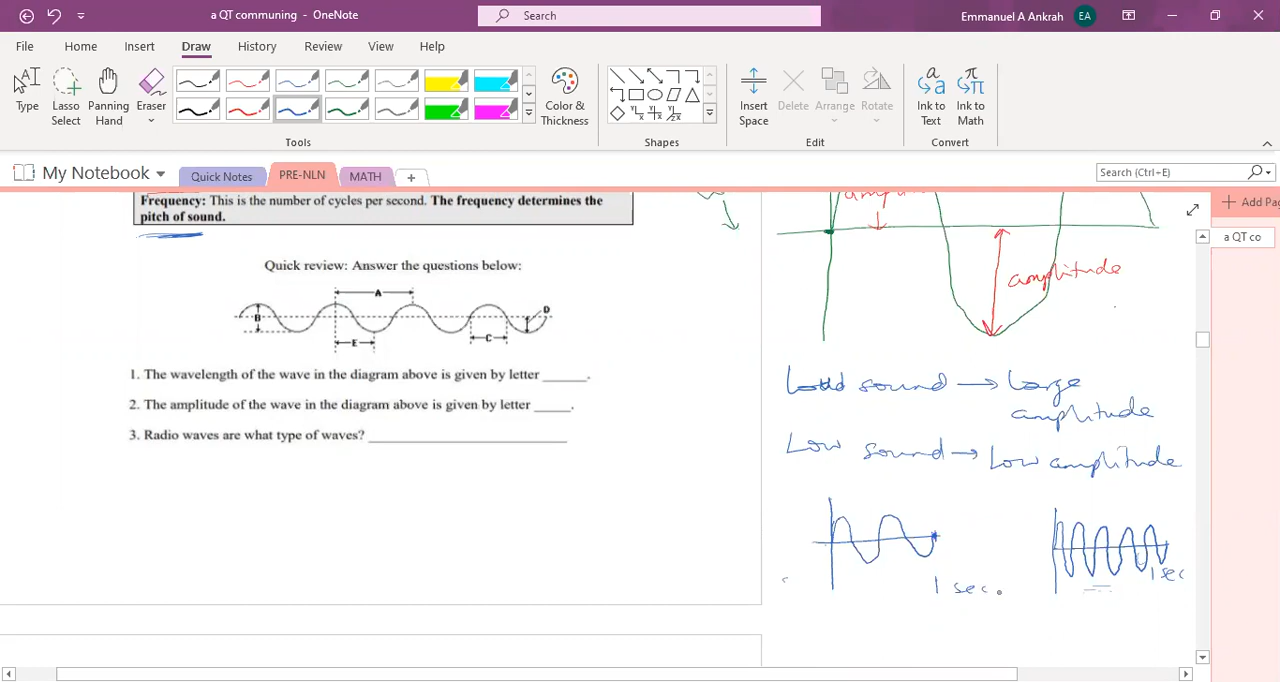 a QT communing - OneNote
Search
Emmanuel A Ankrah
EA
File
Home
Insert
Draw
History
Review
View
Help
Type
Lasso Select
Panning Hand
Eraser
Color & Thickness
Insert Space
Delete
Arrange
Rotate
Ink to Text
Ink to Math
Tools
Shapes
Edit
Convert
My Notebook
Quick Notes
PRE-NLN
MATH
Search (Ctrl+E)
Add Pag
a QT co
Frequency: This is the number of cycles per second. The frequency determines the
pitch of sound.
Quick review: Answer the questions below:
A
B
D
E
C
1. The wavelength of the wave in the diagram above is given by letter ______.
2. The amplitude of the wave in the diagram above is given by letter _____.
3. Radio waves are what type of waves? ____________________________
amplitude
Loud sound → Large
amplitude
Low sound → Low amplitude
1 sec
1 sec